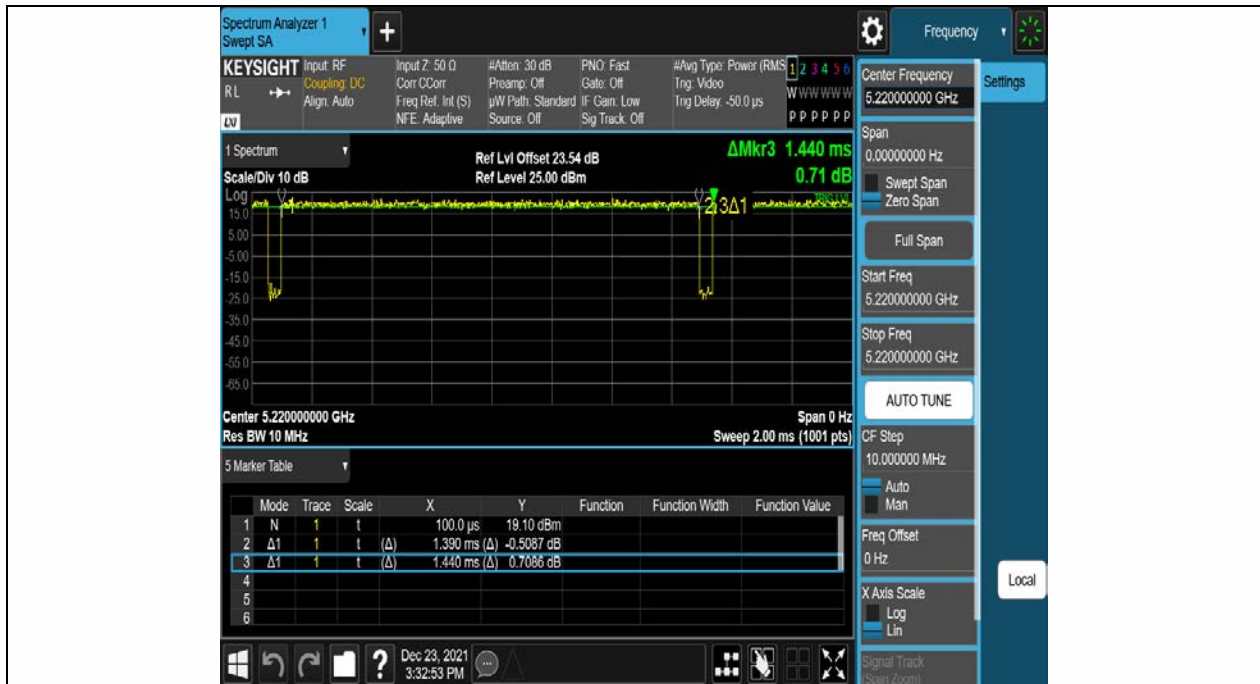 Spectrum Analyzer 1
Swept SA
+
Frequency
KEYSIGHT
RL
LXI
Input: RF
Coupling: DC
Align: Auto
Input Z: 50 Ω
Corr CCorr
Freq Ref: Int (S)
NFE: Adaptive
#Atten: 30 dB
Preamp: Off
µW Path: Standard
Source: Off
PNO: Fast
Gate: Off
IF Gain: Low
Sig Track: Off
#Avg Type: Power (RMS
Trig: Video
Trig Delay: -50.0 µs
1 2 3 4 5 6
W W W W W W
P P P P P P
1 Spectrum
Scale/Div 10 dB
Ref Lvl Offset 23.54 dB
Ref Level 25.00 dBm
ΔMkr3 1.440 ms
0.71 dB
Log
15.0
5.00
-5.00
-15.0
-25.0
-35.0
-45.0
-55.0
-65.0
1
2
3Δ1
TRIG LVL
Center 5.220000000 GHz
Res BW 10 MHz
Span 0 Hz
Sweep 2.00 ms (1001 pts)
5 Marker Table
Mode Trace Scale X Y Function Function Width Function Value
1 N 1 t 100.0 µs 19.10 dBm
2 Δ1 1 t (Δ) 1.390 ms (Δ) -0.5087 dB
3 Δ1 1 t (Δ) 1.440 ms (Δ) 0.7086 dB
4
5
6
Center Frequency
5.220000000 GHz
Settings
Span
0.00000000 Hz
Swept Span
Zero Span
Full Span
Start Freq
5.220000000 GHz
Stop Freq
5.220000000 GHz
AUTO TUNE
CF Step
10.000000 MHz
Auto
Man
Freq Offset
0 Hz
X Axis Scale
Log
Lin
Signal Track
(Span Zoom)
Local
?
Dec 23, 2021
3:32:53 PM